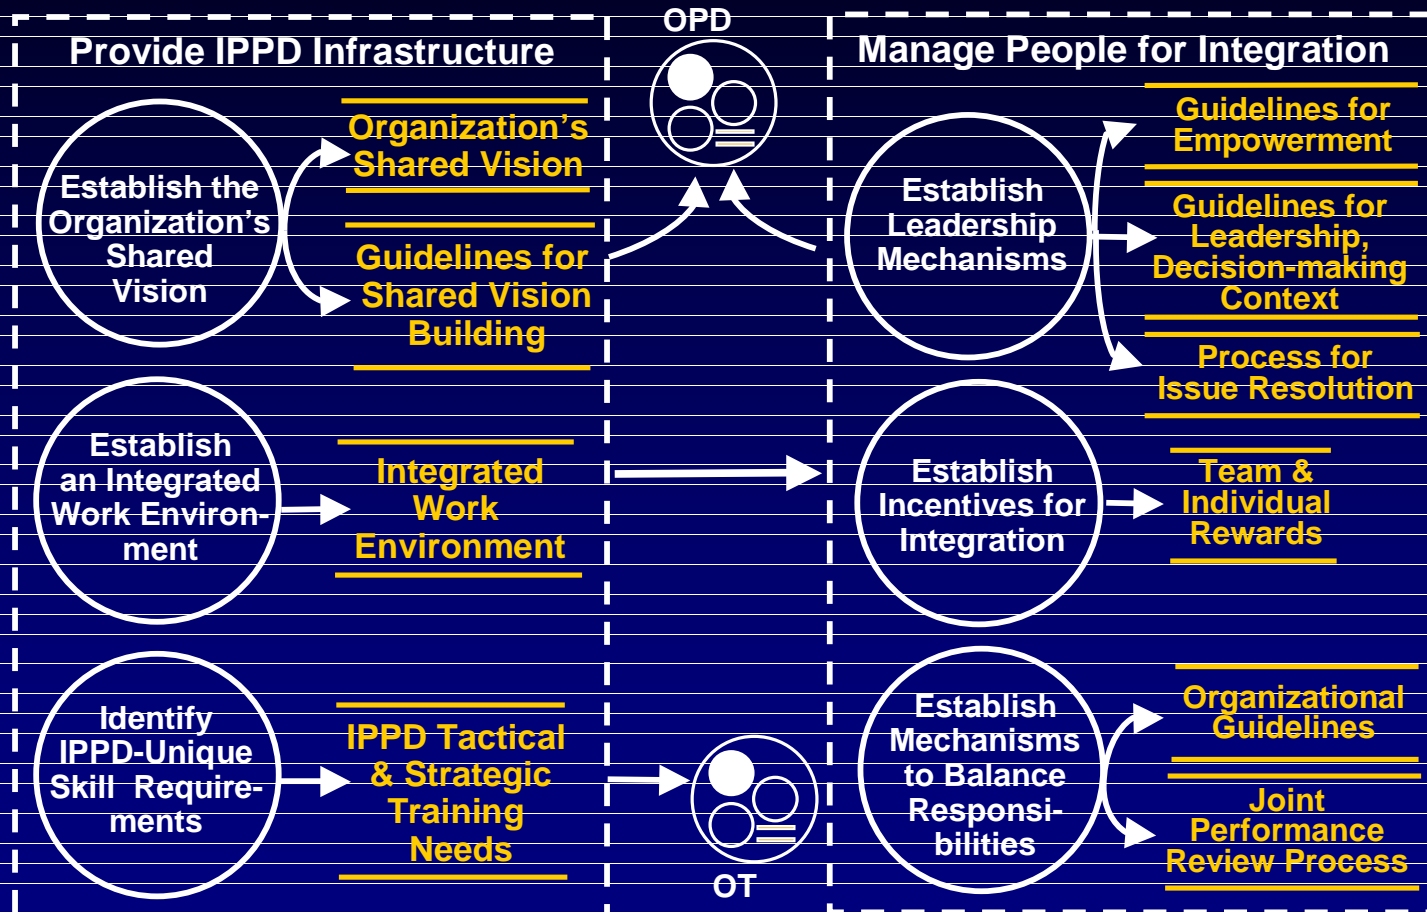 Provide IPPD Infrastructure
Establish the
Organization's
Shared
Vision
Organization's
Shared Vision
Guidelines for
Shared Vision
Building
Establish
an Integrated
Work Environ-
ment
Integrated
Work
Environment
Identify
IPPD-Unique
Skill Require-
ments
IPPD Tactical
& Strategic
Training
Needs
OPD
OT
Manage People for Integration
Establish
Leadership
Mechanisms
Guidelines for
Empowerment
Guidelines for
Leadership,
Decision-making
Context
Process for
Issue Resolution
Establish
Incentives for
Integration
Team &
Individual
Rewards
Establish
Mechanisms
to Balance
Responsi-
bilities
Organizational
Guidelines
Joint
Performance
Review Process